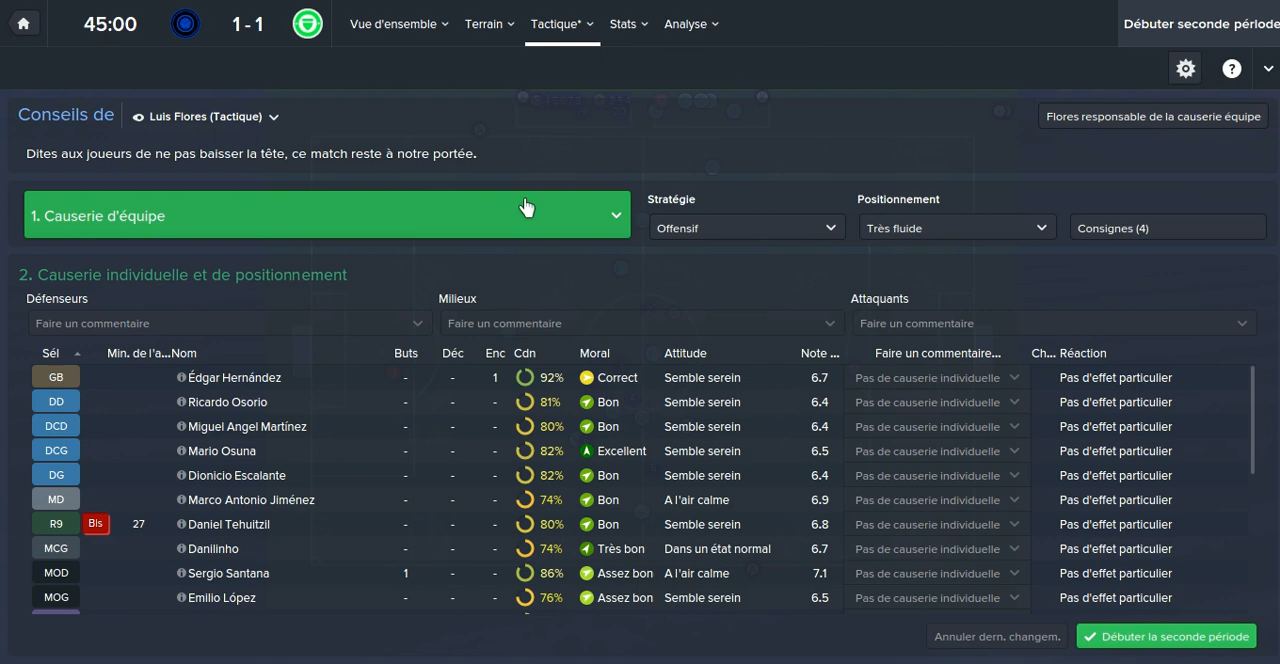 45:00 1 - 1 Vue d'ensemble Terrain Tactique* Stats Analyse Débuter seconde période
?
Conseils de Luis Flores (Tactique) Flores responsable de la causerie équipe
Dites aux joueurs de ne pas baisser la tête, ce match reste à notre portée.
Stratégie Positionnement
1. Causerie d'équipe Offensif Très fluide Consignes (4)
2. Causerie individuelle et de positionnement
Défenseurs Milieux Attaquants
Faire un commentaire Faire un commentaire Faire un commentaire
Sél Min. de l'a...Nom Buts Déc Enc Cdn Moral Attitude Note ... Faire un commentaire... Ch... Réaction
GB Édgar Hernández - - 1 92% Correct Semble serein 6.7 Pas de causerie individuelle Pas d'effet particulier
DD Ricardo Osorio - - - 81% Bon Semble serein 6.4 Pas de causerie individuelle Pas d'effet particulier
DCD Miguel Angel Martínez - - - 80% Bon Semble serein 6.4 Pas de causerie individuelle Pas d'effet particulier
DCG Mario Osuna - - - 82% Excellent Semble serein 6.5 Pas de causerie individuelle Pas d'effet particulier
DG Dionicio Escalante - - - 82% Bon Semble serein 6.4 Pas de causerie individuelle Pas d'effet particulier
MD Marco Antonio Jiménez - - - 74% Bon A l'air calme 6.9 Pas de causerie individuelle Pas d'effet particulier
R9 Bls 27 Daniel Tehuitzil - - - 80% Bon Semble serein 6.8 Pas de causerie individuelle Pas d'effet particulier
MCG Danilinho - - - 74% Très bon Dans un état normal 6.7 Pas de causerie individuelle Pas d'effet particulier
MOD Sergio Santana 1 - - 86% Assez bon A l'air calme 7.1 Pas de causerie individuelle Pas d'effet particulier
MOG Emilio López - - - 76% Assez bon Semble serein 6.5 Pas de causerie individuelle Pas d'effet particulier
Annuler dern. changem. Débuter la seconde période